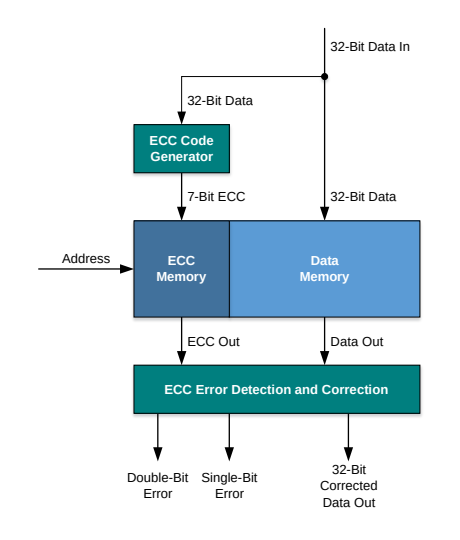 32-Bit Data In
32-Bit Data
ECC Code
Generator
7-Bit ECC
32-Bit Data
Address
ECC
Memory
Data
Memory
ECC Out
Data Out
ECC Error Detection and Correction
Double-Bit
Error
Single-Bit
Error
32-Bit
Corrected
Data Out